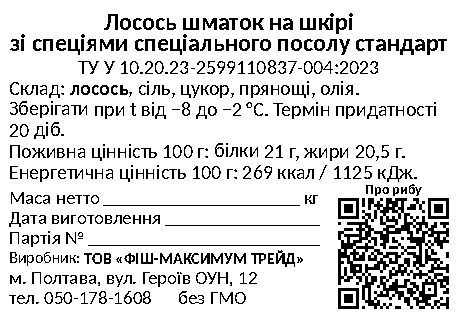 Лосось шматок на шкірі
зі спеціями спеціального посолу стандарт
ТУ У 10.20.23-2599110837-004:2023
Склад: лосось, сіль, цукор, прянощі, олія.
Зберігати при t від −8 до −2 °С. Термін придатності
20 діб.
Поживна цінність 100 г: білки 21 г, жири 20,5 г.
Енергетична цінність 100 г: 269 ккал / 1125 кДж.
Про рибу
Маса нетто ____________________ кг
Дата виготовлення ________________
Партія № ________________________
Виробник: ТОВ «ФІШ-МАКСИМУМ ТРЕЙД»
м. Полтава, вул. Героїв ОУН, 12
тел. 050-178-1608 без ГМО